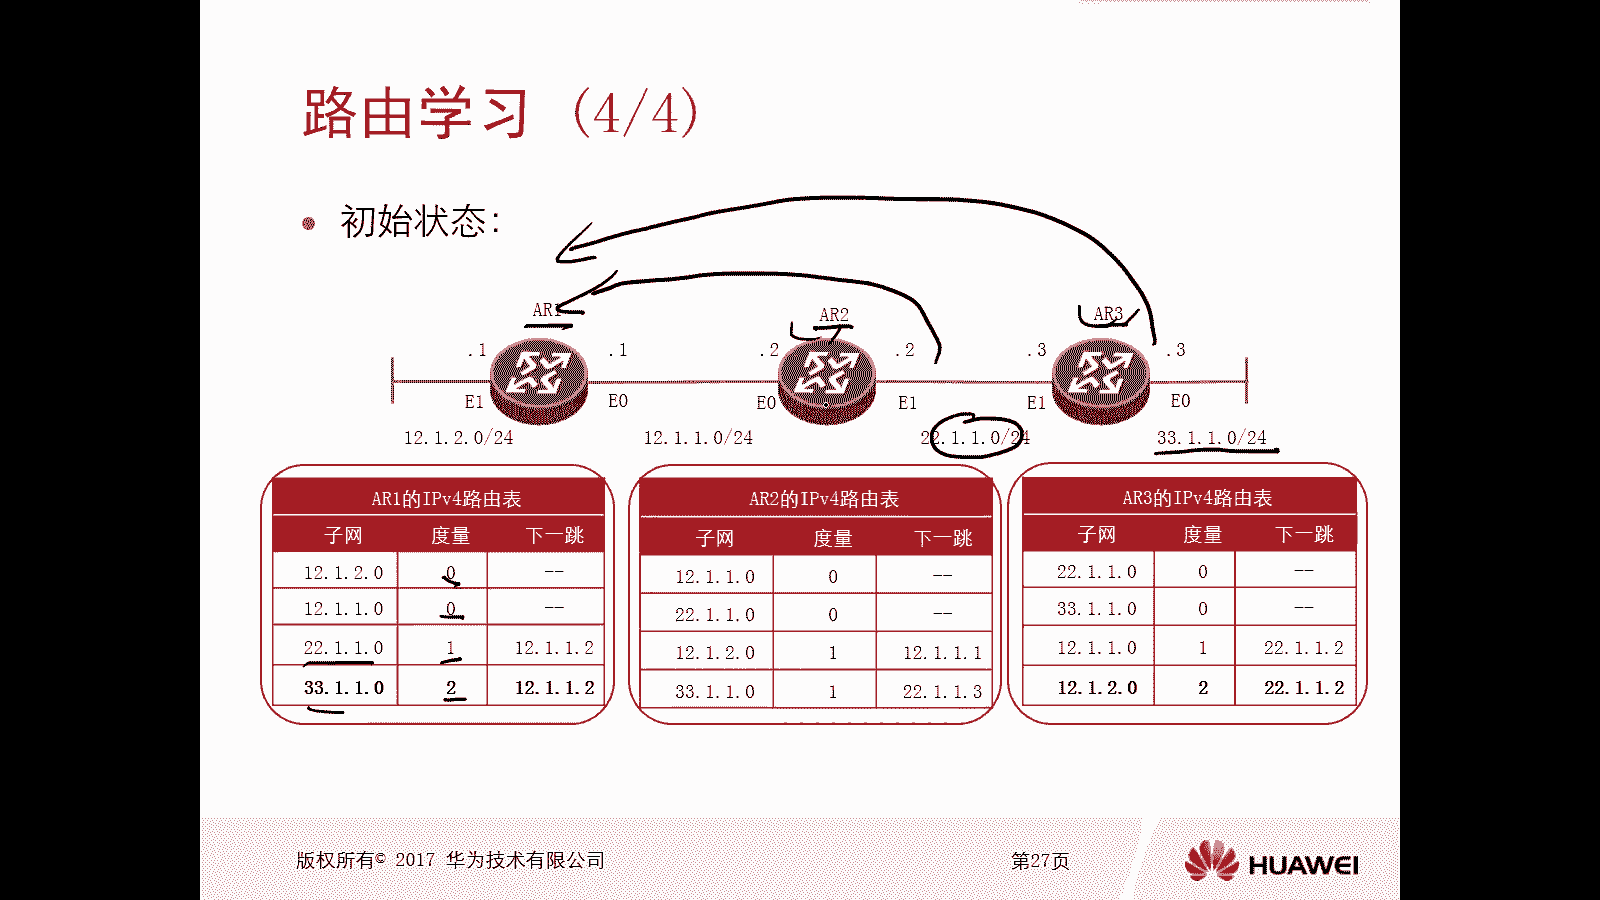 路由学习 (4/4)
初始状态：
AR1 AR2 AR3
.1 .1 .2 .2 .3 .3
E1 E0 E0 E1 E1 E0
12.1.2.0/24 12.1.1.0/24 22.1.1.0/24 33.1.1.0/24
AR1的IPv4路由表
子网 度量 下一跳
12.1.2.0 0 --
12.1.1.0 0 --
22.1.1.0 1 12.1.1.2
33.1.1.0 2 12.1.1.2
AR2的IPv4路由表
子网 度量 下一跳
12.1.1.0 0 --
22.1.1.0 0 --
12.1.2.0 1 12.1.1.1
33.1.1.0 1 22.1.1.3
AR3的IPv4路由表
子网 度量 下一跳
22.1.1.0 0 --
33.1.1.0 0 --
12.1.1.0 1 22.1.1.2
12.1.2.0 2 22.1.1.2
版权所有© 2017 华为技术有限公司
第27页
HUAWEI